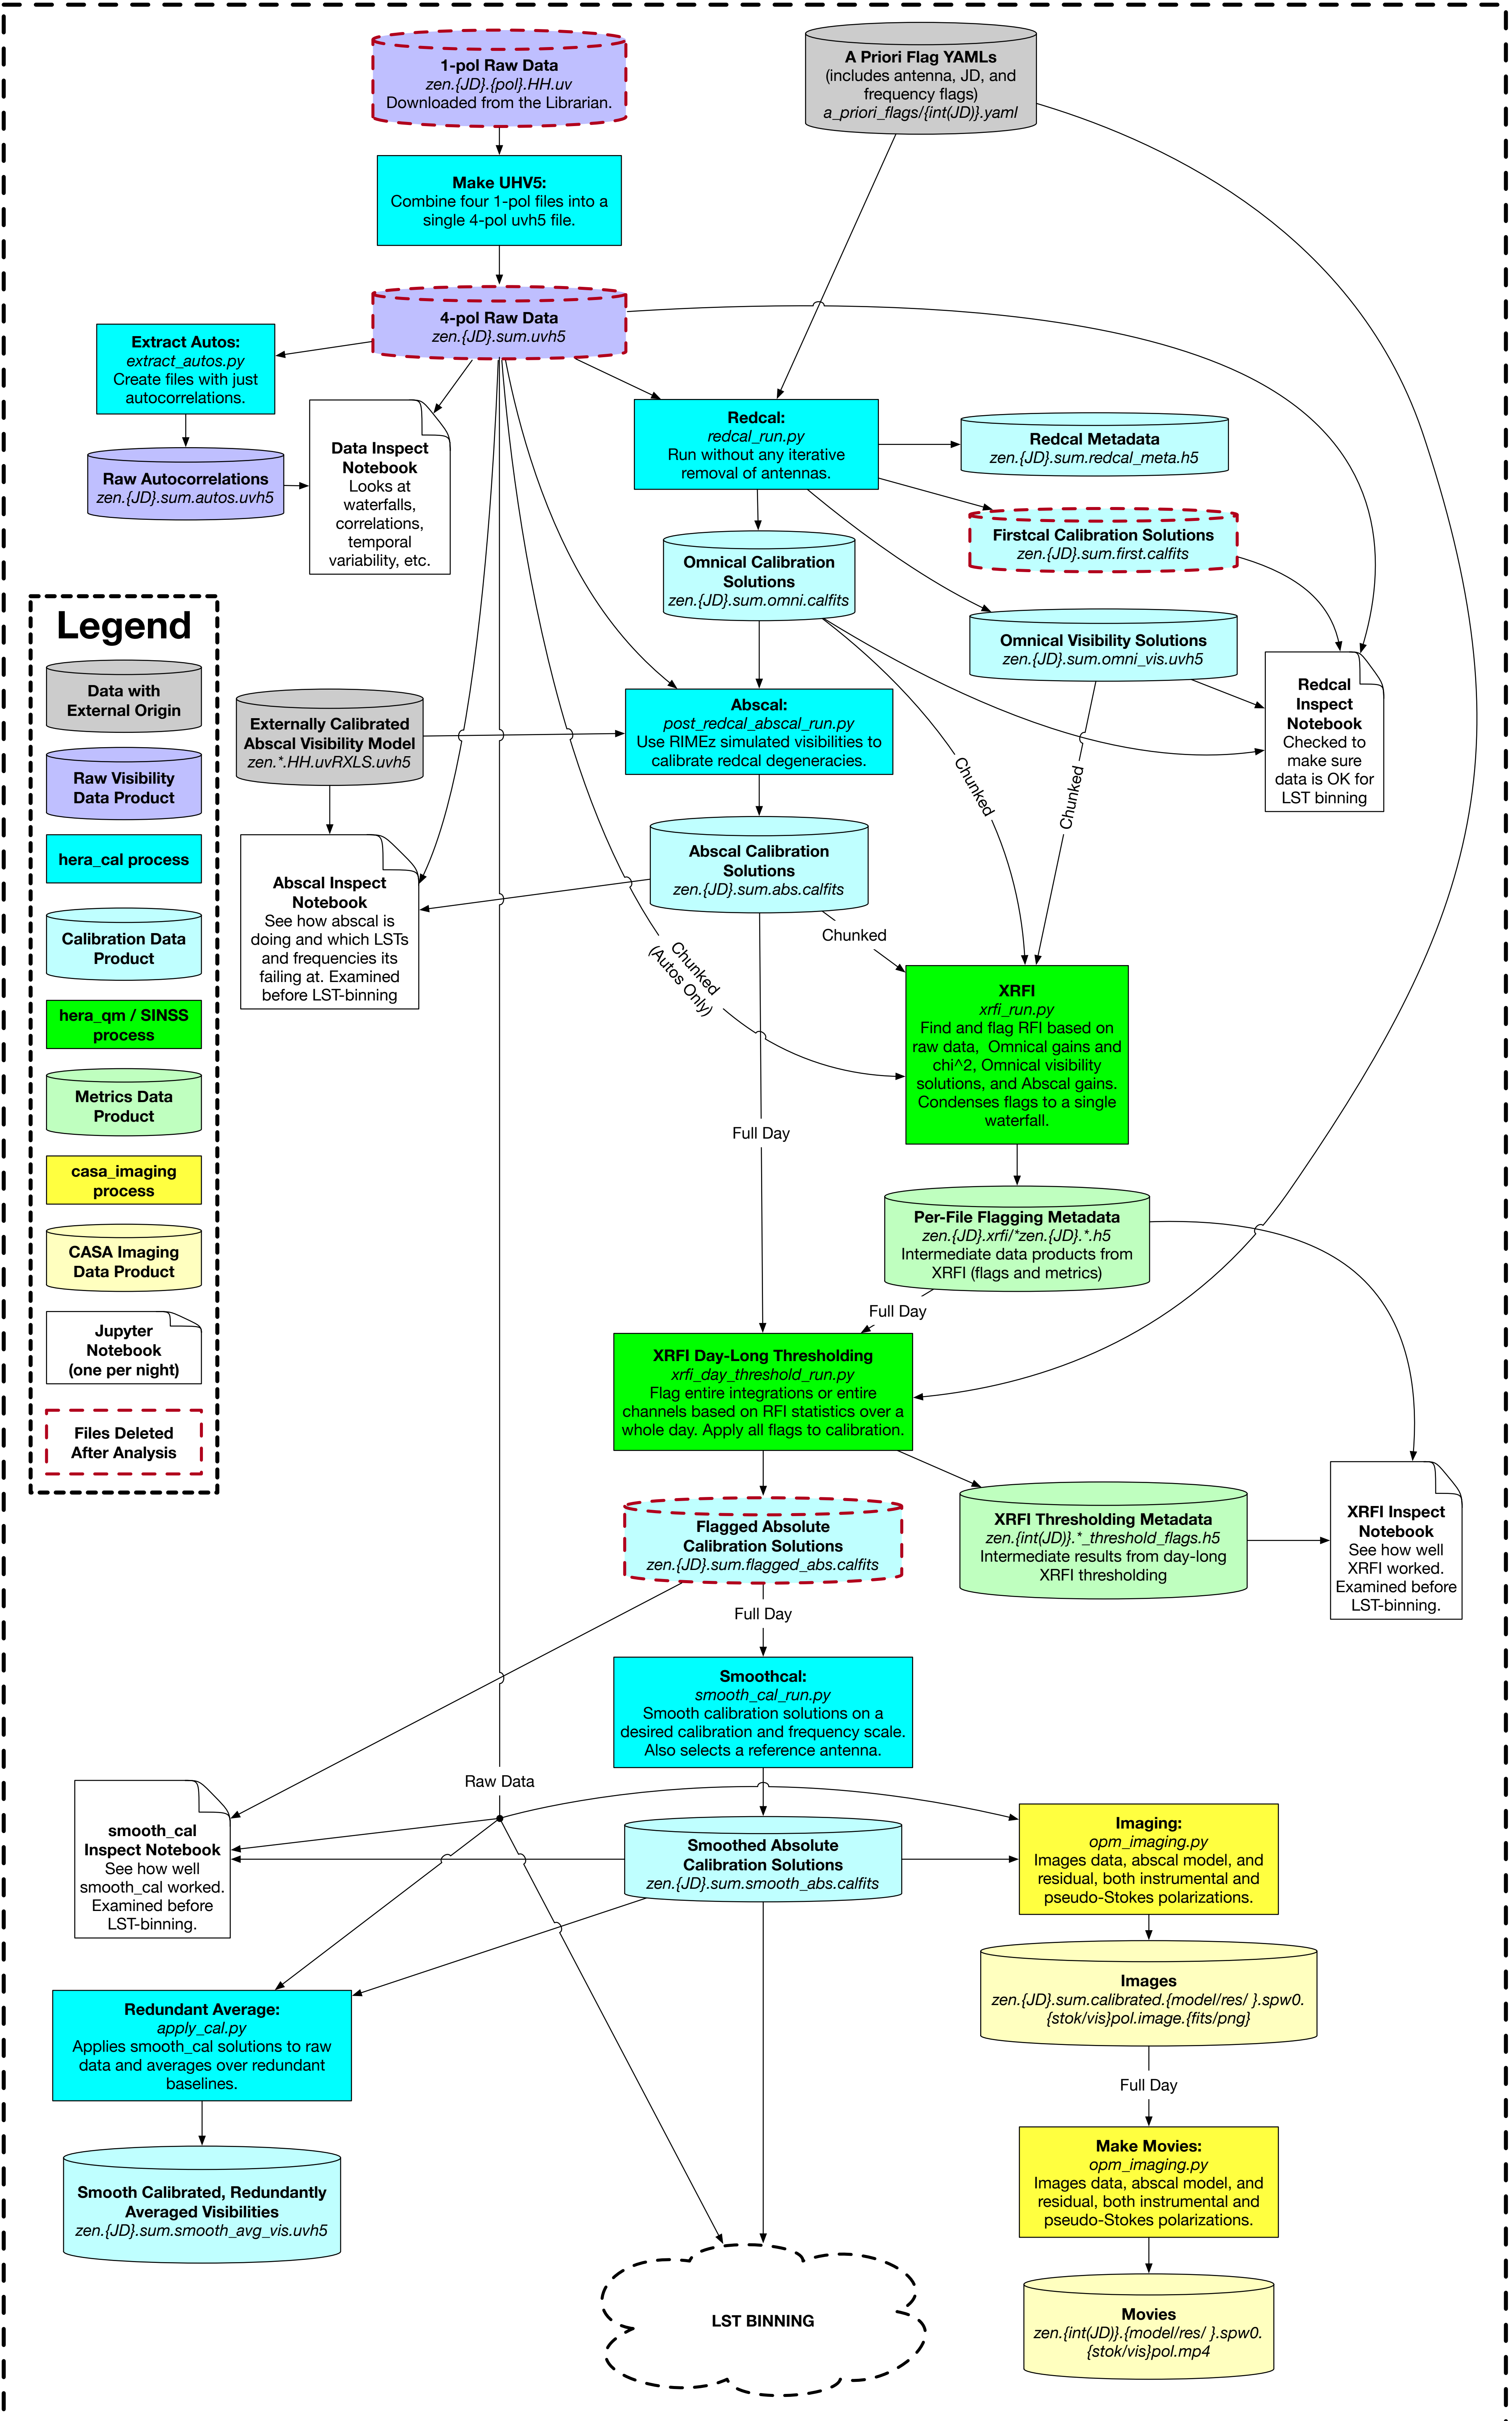 1-pol Raw Data
zen.{JD}.{pol}.HH.uv
Downloaded from the Librarian.
A Priori Flag YAMLs
(includes antenna, JD, and
frequency flags)
a_priori_flags/{int(JD)}.yaml
Make UHV5:
Combine four 1-pol files into a
single 4-pol uvh5 file.
4-pol Raw Data
zen.{JD}.sum.uvh5
Extract Autos:
extract_autos.py
Create files with just
autocorrelations.
Raw Autocorrelations
zen.{JD}.sum.autos.uvh5
Data Inspect
Notebook
Looks at
waterfalls,
correlations,
temporal
variability, etc.
Redcal:
redcal_run.py
Run without any iterative
removal of antennas.
Redcal Metadata
zen.{JD}.sum.redcal_meta.h5
Firstcal Calibration Solutions
zen.{JD}.sum.first.calfits
Omnical Calibration
Solutions
zen.{JD}.sum.omni.calfits
Omnical Visibility Solutions
zen.{JD}.sum.omni_vis.uvh5
Redcal
Inspect
Notebook
Checked to
make sure
data is OK for
LST binning
Legend
Data with
External Origin
Raw Visibility
Data Product
hera_cal process
Calibration Data
Product
hera_qm / SINSS
process
Metrics Data
Product
casa_imaging
process
CASA Imaging
Data Product
Jupyter
Notebook
(one per night)
Files Deleted
After Analysis
Externally Calibrated
Abscal Visibility Model
zen.*.HH.uvRXLS.uvh5
Abscal:
post_redcal_abscal_run.py
Use RIMEz simulated visibilities to
calibrate redcal degeneracies.
Chunked
Chunked
Abscal Inspect
Notebook
See how abscal is
doing and which LSTs
and frequencies its
failing at. Examined
before LST-binning
Abscal Calibration
Solutions
zen.{JD}.sum.abs.calfits
Chunked
Chunked
(Autos Only)
XRFI
xrfi_run.py
Find and flag RFI based on
raw data,  Omnical gains and
chi^2, Omnical visibility
solutions, and Abscal gains.
Condenses flags to a single
waterfall.
Full Day
Per-File Flagging Metadata
zen.{JD}.xrfi/*zen.{JD}.*.h5
Intermediate data products from
XRFI (flags and metrics)
Full Day
XRFI Day-Long Thresholding
xrfi_day_threshold_run.py
Flag entire integrations or entire
channels based on RFI statistics over a
whole day. Apply all flags to calibration.
Flagged Absolute
Calibration Solutions
zen.{JD}.sum.flagged_abs.calfits
XRFI Thresholding Metadata
zen.{int(JD)}.*_threshold_flags.h5
Intermediate results from day-long
XRFI thresholding
XRFI Inspect
Notebook
See how well
XRFI worked.
Examined before
LST-binning.
Full Day
Smoothcal:
smooth_cal_run.py
Smooth calibration solutions on a
desired calibration and frequency scale.
Also selects a reference antenna.
Raw Data
smooth_cal
Inspect Notebook
See how well
smooth_cal worked.
Examined before
LST-binning.
Smoothed Absolute
Calibration Solutions
zen.{JD}.sum.smooth_abs.calfits
Imaging:
opm_imaging.py
Images data, abscal model, and
residual, both instrumental and
pseudo-Stokes polarizations.
Images
zen.{JD}.sum.calibrated.{model/res/ }.spw0.
{stok/vis}pol.image.{fits/png}
Redundant Average:
apply_cal.py
Applies smooth_cal solutions to raw
data and averages over redundant
baselines.
Full Day
Make Movies:
opm_imaging.py
Images data, abscal model, and
residual, both instrumental and
pseudo-Stokes polarizations.
Smooth Calibrated, Redundantly
Averaged Visibilities
zen.{JD}.sum.smooth_avg_vis.uvh5
LST BINNING
Movies
zen.{int(JD)}.{model/res/ }.spw0.
{stok/vis}pol.mp4